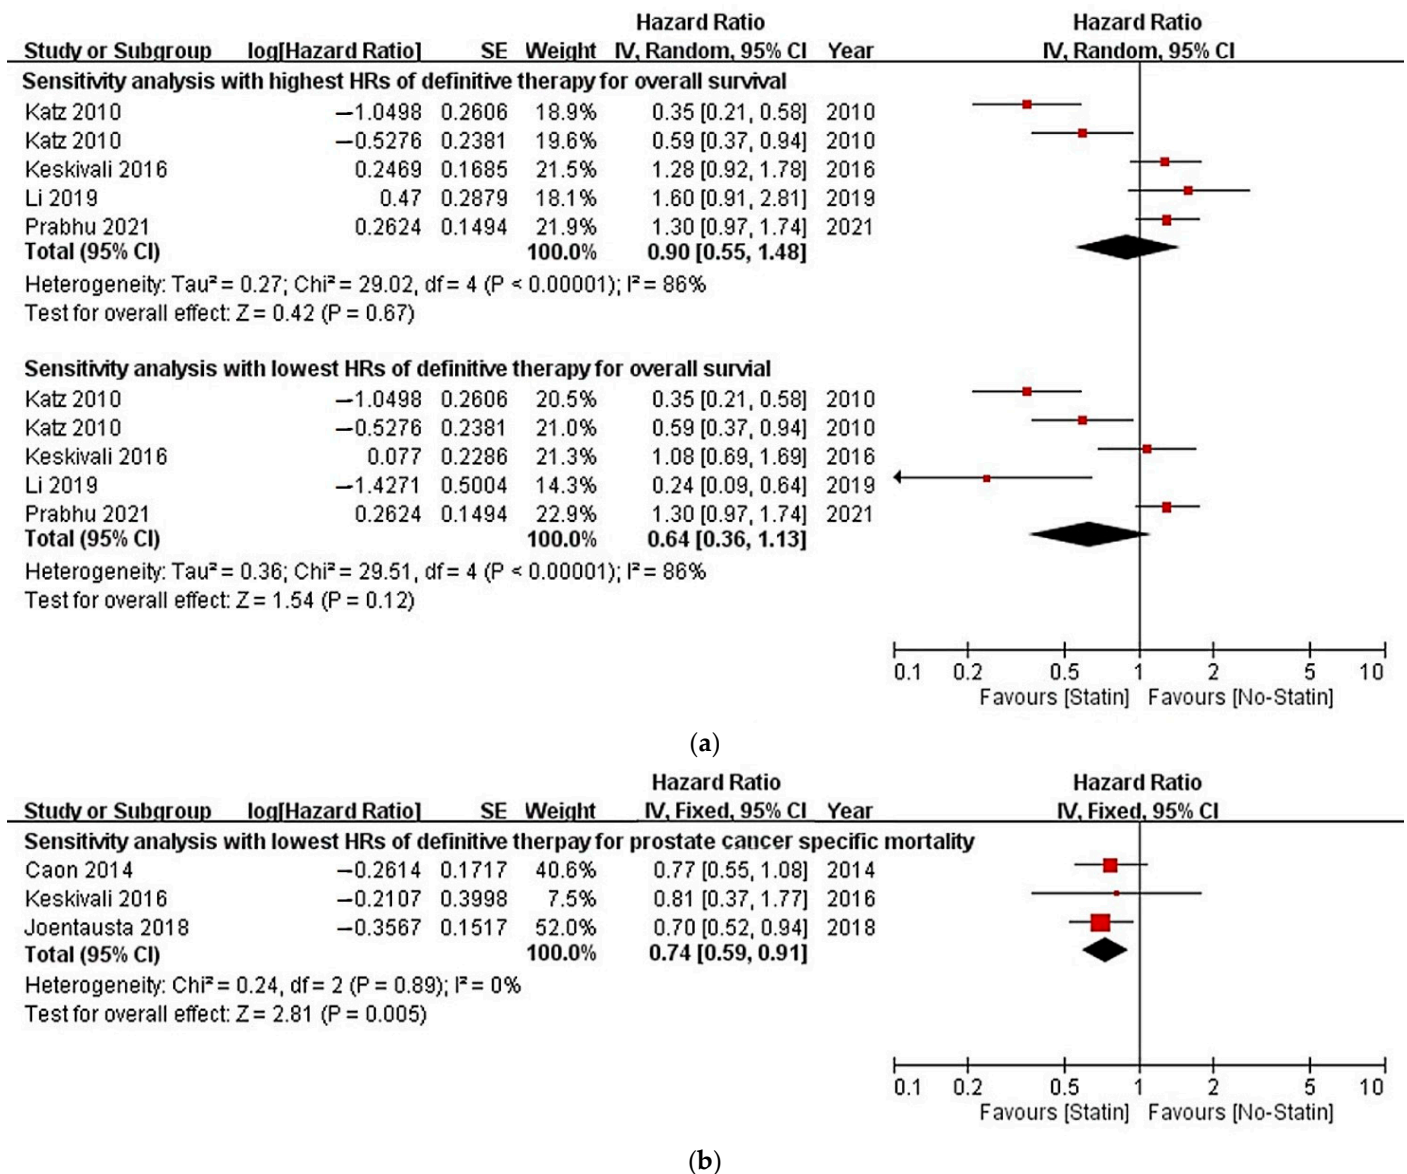 Hazard Ratio Hazard Ratio
Study or Subgroup log[Hazard Ratio] SE Weight IV, Random, 95% CI Year IV, Random, 95% CI
Sensitivity analysis with highest HRs of definitive therapy for overall survival
Katz 2010 −1.0498 0.2606 18.9% 0.35 [0.21, 0.58] 2010
Katz 2010 −0.5276 0.2381 19.6% 0.59 [0.37, 0.94] 2010
Keskivali 2016 0.2469 0.1685 21.5% 1.28 [0.92, 1.78] 2016
Li 2019 0.47 0.2879 18.1% 1.60 [0.91, 2.81] 2019
Prabhu 2021 0.2624 0.1494 21.9% 1.30 [0.97, 1.74] 2021
Total (95% CI) 100.0% 0.90 [0.55, 1.48]
Heterogeneity: Tau² = 0.27; Chi² = 29.02, df = 4 (P < 0.00001); I² = 86%
Test for overall effect: Z = 0.42 (P = 0.67)
Sensitivity analysis with lowest HRs of definitive therapy for overall survial
Katz 2010 −1.0498 0.2606 20.5% 0.35 [0.21, 0.58] 2010
Katz 2010 −0.5276 0.2381 21.0% 0.59 [0.37, 0.94] 2010
Keskivali 2016 0.077 0.2286 21.3% 1.08 [0.69, 1.69] 2016
Li 2019 −1.4271 0.5004 14.3% 0.24 [0.09, 0.64] 2019
Prabhu 2021 0.2624 0.1494 22.9% 1.30 [0.97, 1.74] 2021
Total (95% CI) 100.0% 0.64 [0.36, 1.13]
Heterogeneity: Tau² = 0.36; Chi² = 29.51, df = 4 (P < 0.00001); I² = 86%
Test for overall effect: Z = 1.54 (P = 0.12)
0.1 0.2 0.5 1 2 5 10
Favours [Statin] Favours [No-Statin]
(a)
Hazard Ratio Hazard Ratio
Study or Subgroup log[Hazard Ratio] SE Weight IV, Fixed, 95% CI Year IV, Fixed, 95% CI
Sensitivity analysis with lowest HRs of definitive therpay for prostate cancer specific mortality
Caon 2014 −0.2614 0.1717 40.6% 0.77 [0.55, 1.08] 2014
Keskivali 2016 −0.2107 0.3998 7.5% 0.81 [0.37, 1.77] 2016
Joentausta 2018 −0.3567 0.1517 52.0% 0.70 [0.52, 0.94] 2018
Total (95% CI) 100.0% 0.74 [0.59, 0.91]
Heterogeneity: Chi² = 0.24, df = 2 (P = 0.89); I² = 0%
Test for overall effect: Z = 2.81 (P = 0.005)
0.1 0.2 0.5 1 2 5 10
Favours [Statin] Favours [No-Statin]
(b)